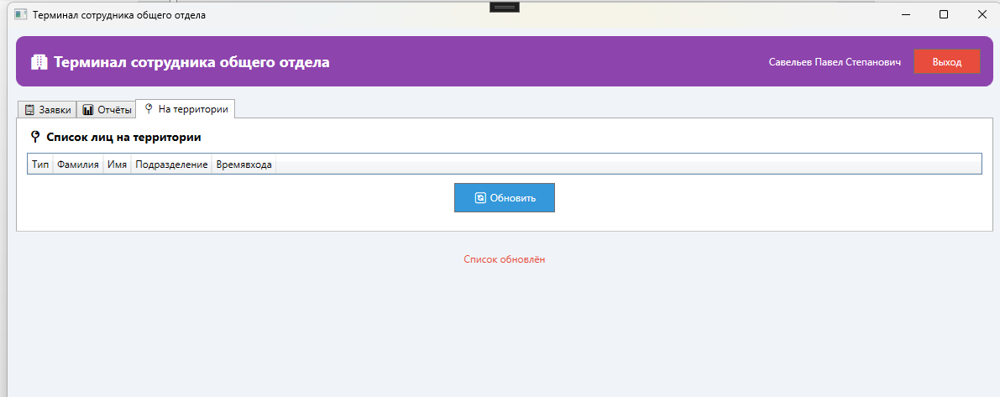 Терминал сотрудника общего отдела
Терминал сотрудника общего отдела
Савельев Павел Степанович
Выход
Заявки
Отчёты
На территории
Список лиц на территории
Тип Фамилия Имя Подразделение Времявхода
Обновить
Список обновлён